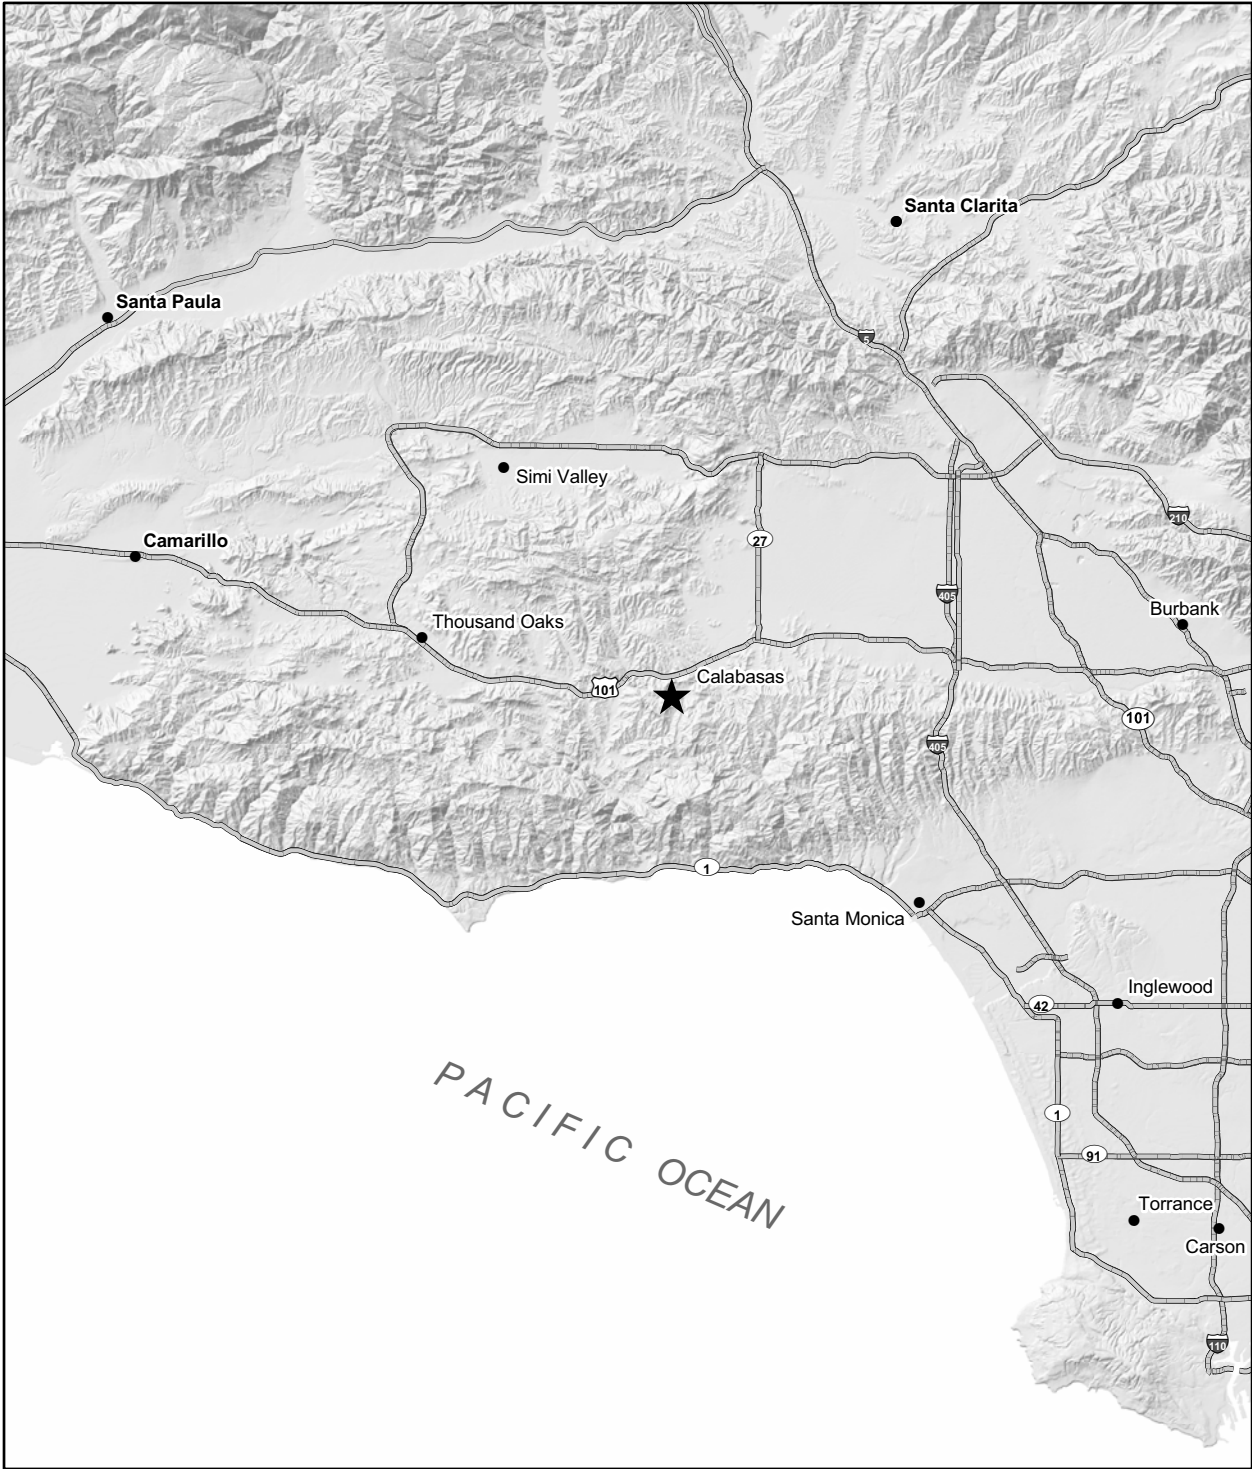 Santa Clarita
Santa Paula
5
Simi Valley
210
27
Camarillo
405
Burbank
Thousand Oaks
Calabasas
101
101
405
1
Santa Monica
Inglewood
42
PACIFIC OCEAN
1
91
Torrance
Carson
110